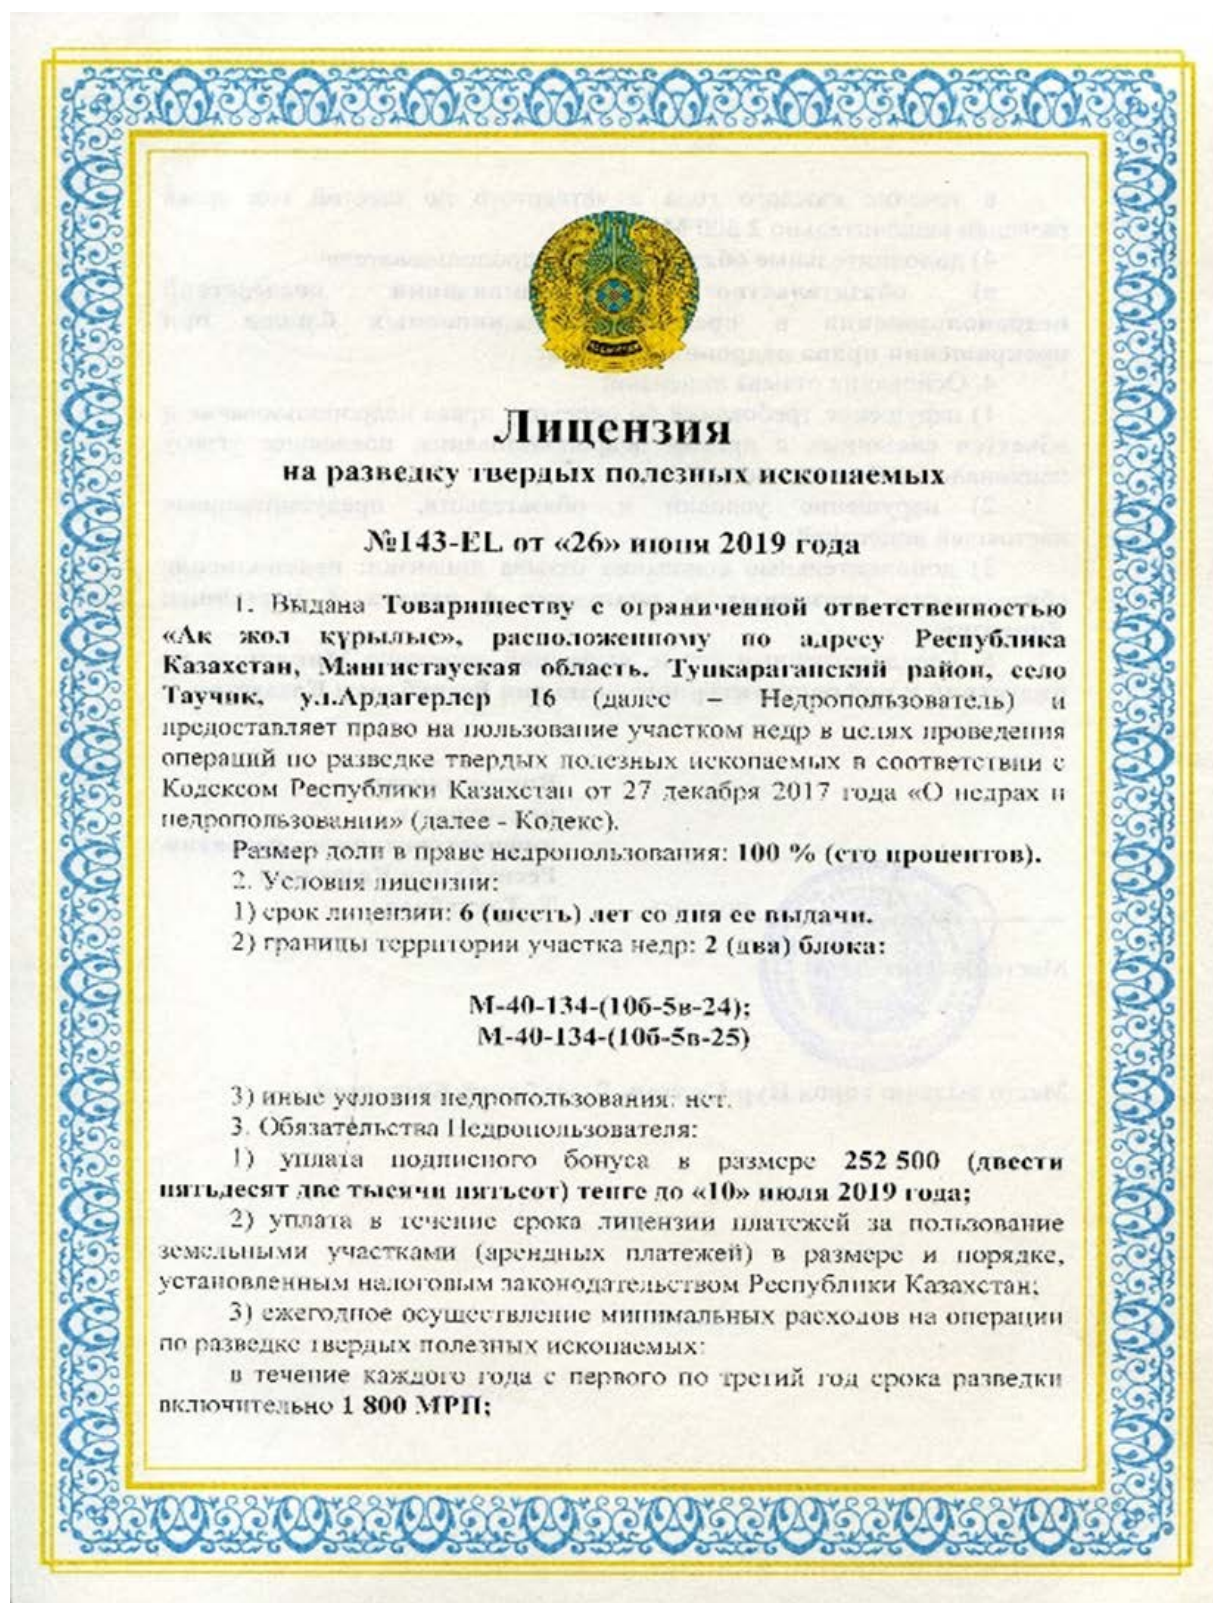 Лицензия
на разведку твердых полезных ископаемых
№143-EL от «26» июня 2019 года
1. Выдана Товариществу с ограниченной ответственностью
«Ак жол құрылыс», расположенному по адресу Республика
Казахстан, Мангистауская область, Тупкараганский район, село
Таучик, ул.Ардагерлер 16 (далее – Недропользователь) и
предоставляет право на пользование участком недр в целях проведения
операций по разведке твердых полезных ископаемых в соответствии с
Кодексом Республики Казахстан от 27 декабря 2017 года «О недрах и
недропользовании» (далее - Кодекс).
Размер доли в праве недропользования: 100 % (сто процентов).
2. Условия лицензии:
1) срок лицензии: 6 (шесть) лет со дня ее выдачи.
2) границы территории участка недр: 2 (два) блока:
М-40-134-(10б-5в-24);
М-40-134-(10б-5в-25)
3) иные условия недропользования: нет.
3. Обязательства Недропользователя:
1) уплата подписного бонуса в размере 252 500 (двести
пятьдесят две тысячи пятьсот) тенге до «10» июля 2019 года;
2) уплата в течение срока лицензии платежей за пользование
земельными участками (арендных платежей) в размере и порядке,
установленным налоговым законодательством Республики Казахстан;
3) ежегодное осуществление минимальных расходов на операции
по разведке твердых полезных ископаемых:
в течение каждого года с первого по третий год срока разведки
включительно 1 800 МРП;